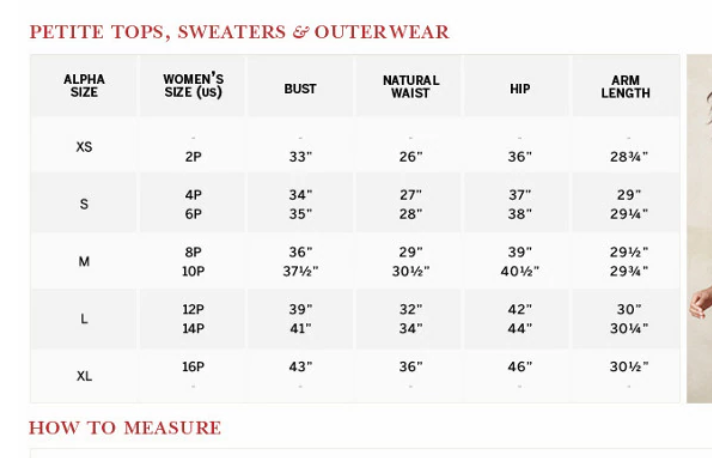 PETITE TOPS, SWEATERS & OUTERWEAR
ALPHA SIZE WOMEN'S SIZE (US) BUST NATURAL WAIST HIP ARM LENGTH
- - - - -
XS 2P 33" 26" 36" 28¾"
S 4P 34" 27" 37" 29"
6P 35" 28" 38" 29¼"
M 8P 36" 29" 39" 29½"
10P 37½" 30½" 40½" 29¾"
L 12P 39" 32" 42" 30"
14P 41" 34" 44" 30¼"
XL 16P 43" 36" 46" 30½"
- - - - -
HOW TO MEASURE